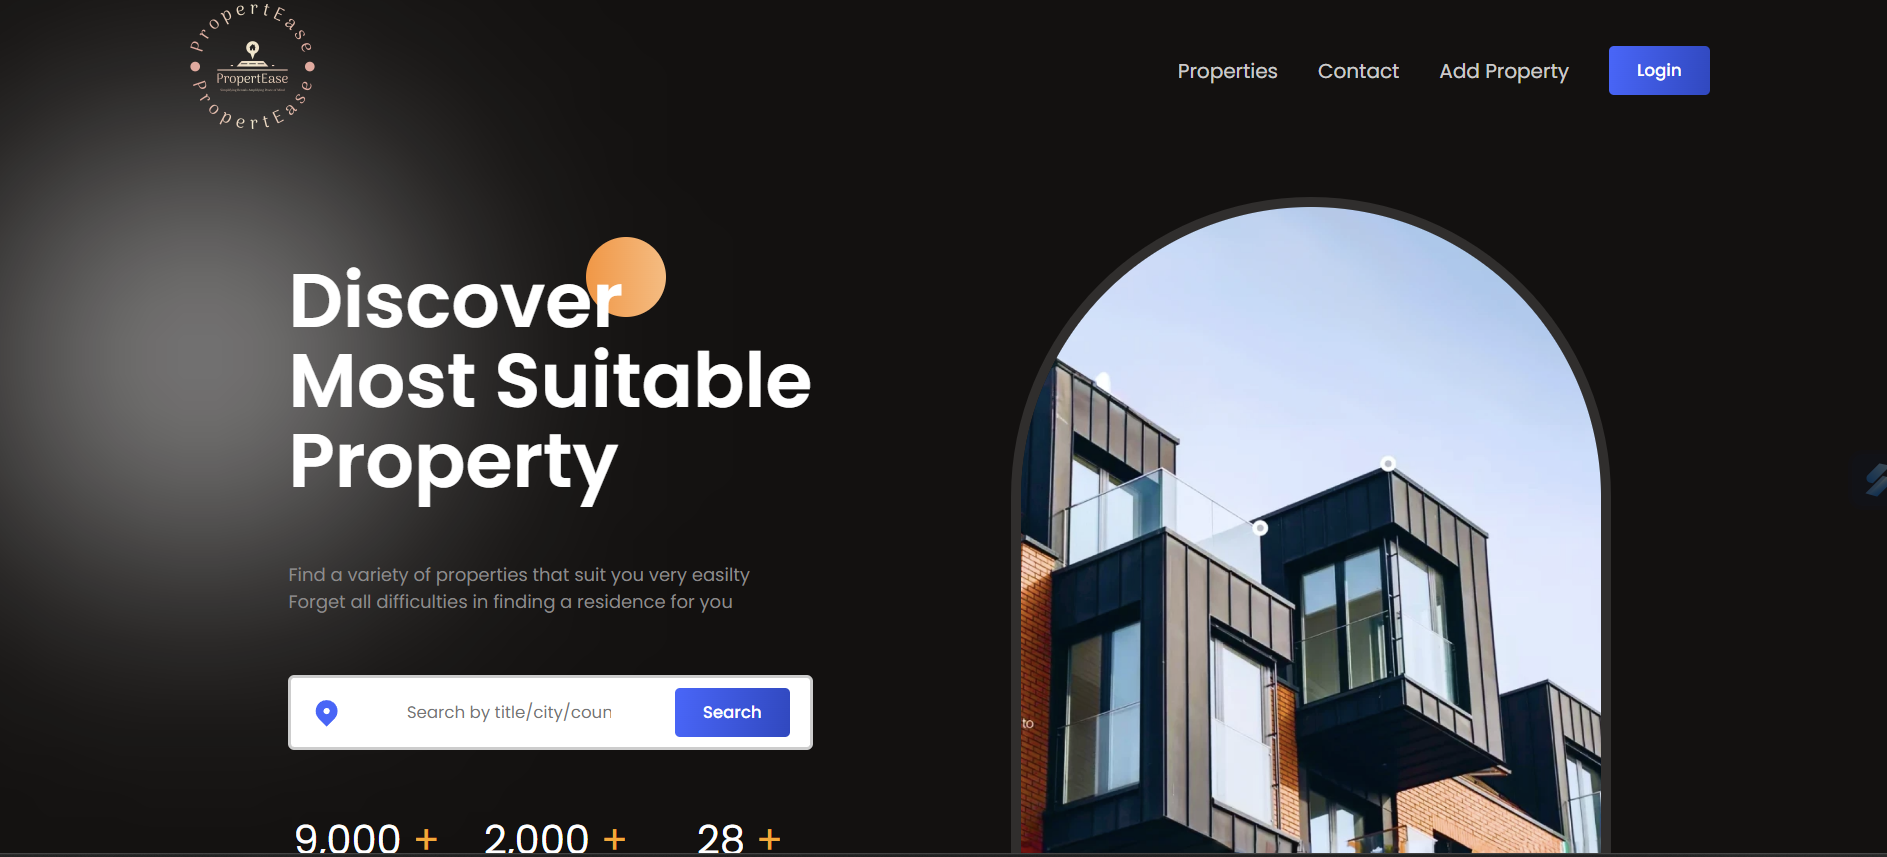 PropertEase
PropertEase
PropertEase
Properties
Contact
Add Property
Login
Discover
Most Suitable
Property
Find a variety of properties that suit you very easilty
Forget all difficulties in finding a residence for you
Search by title/city/coun
Search
to
9,000 +
2,000 +
28 +